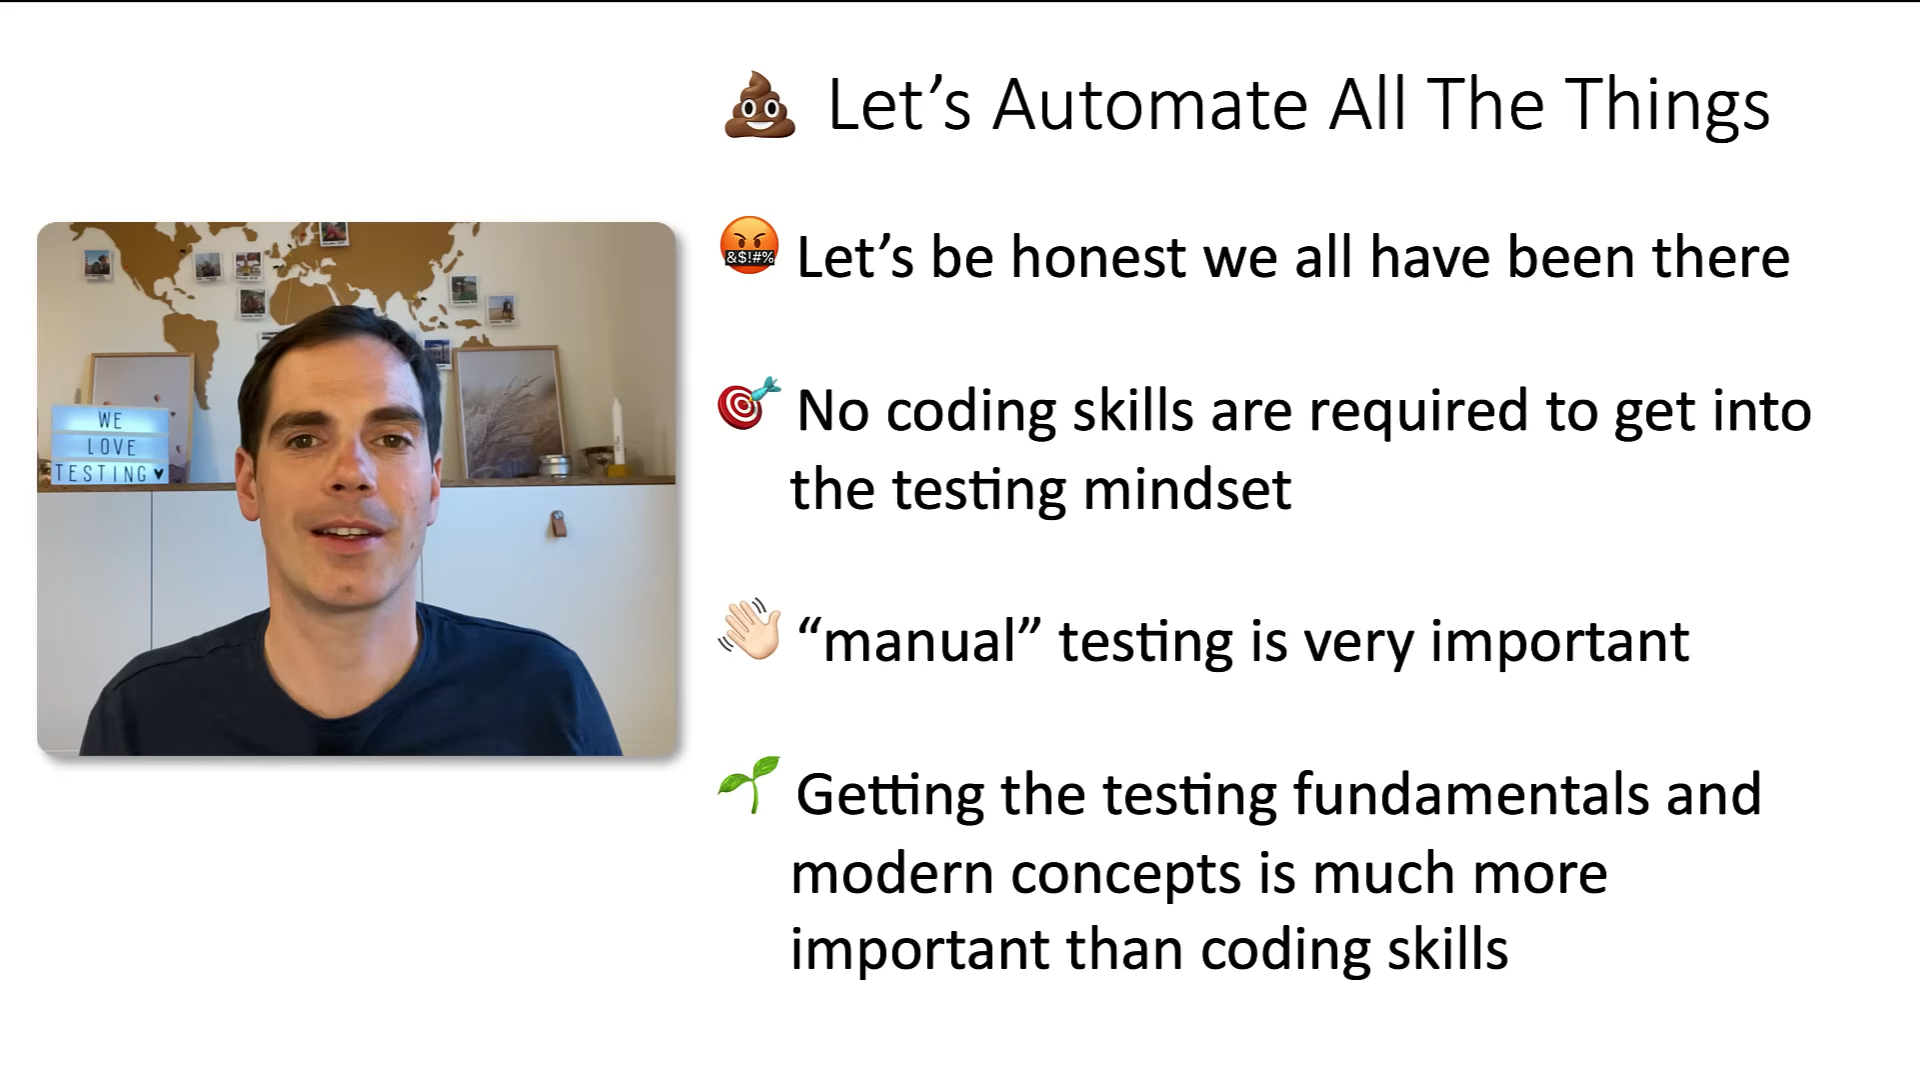 💩 Let’s Automate All The Things
🤬 Let’s be honest we all have been there
🎯 No coding skills are required to get into
the testing mindset
👋🏻 “manual” testing is very important
🌱 Getting the testing fundamentals and
modern concepts is much more
important than coding skills
WE
LOVE
TESTING♥